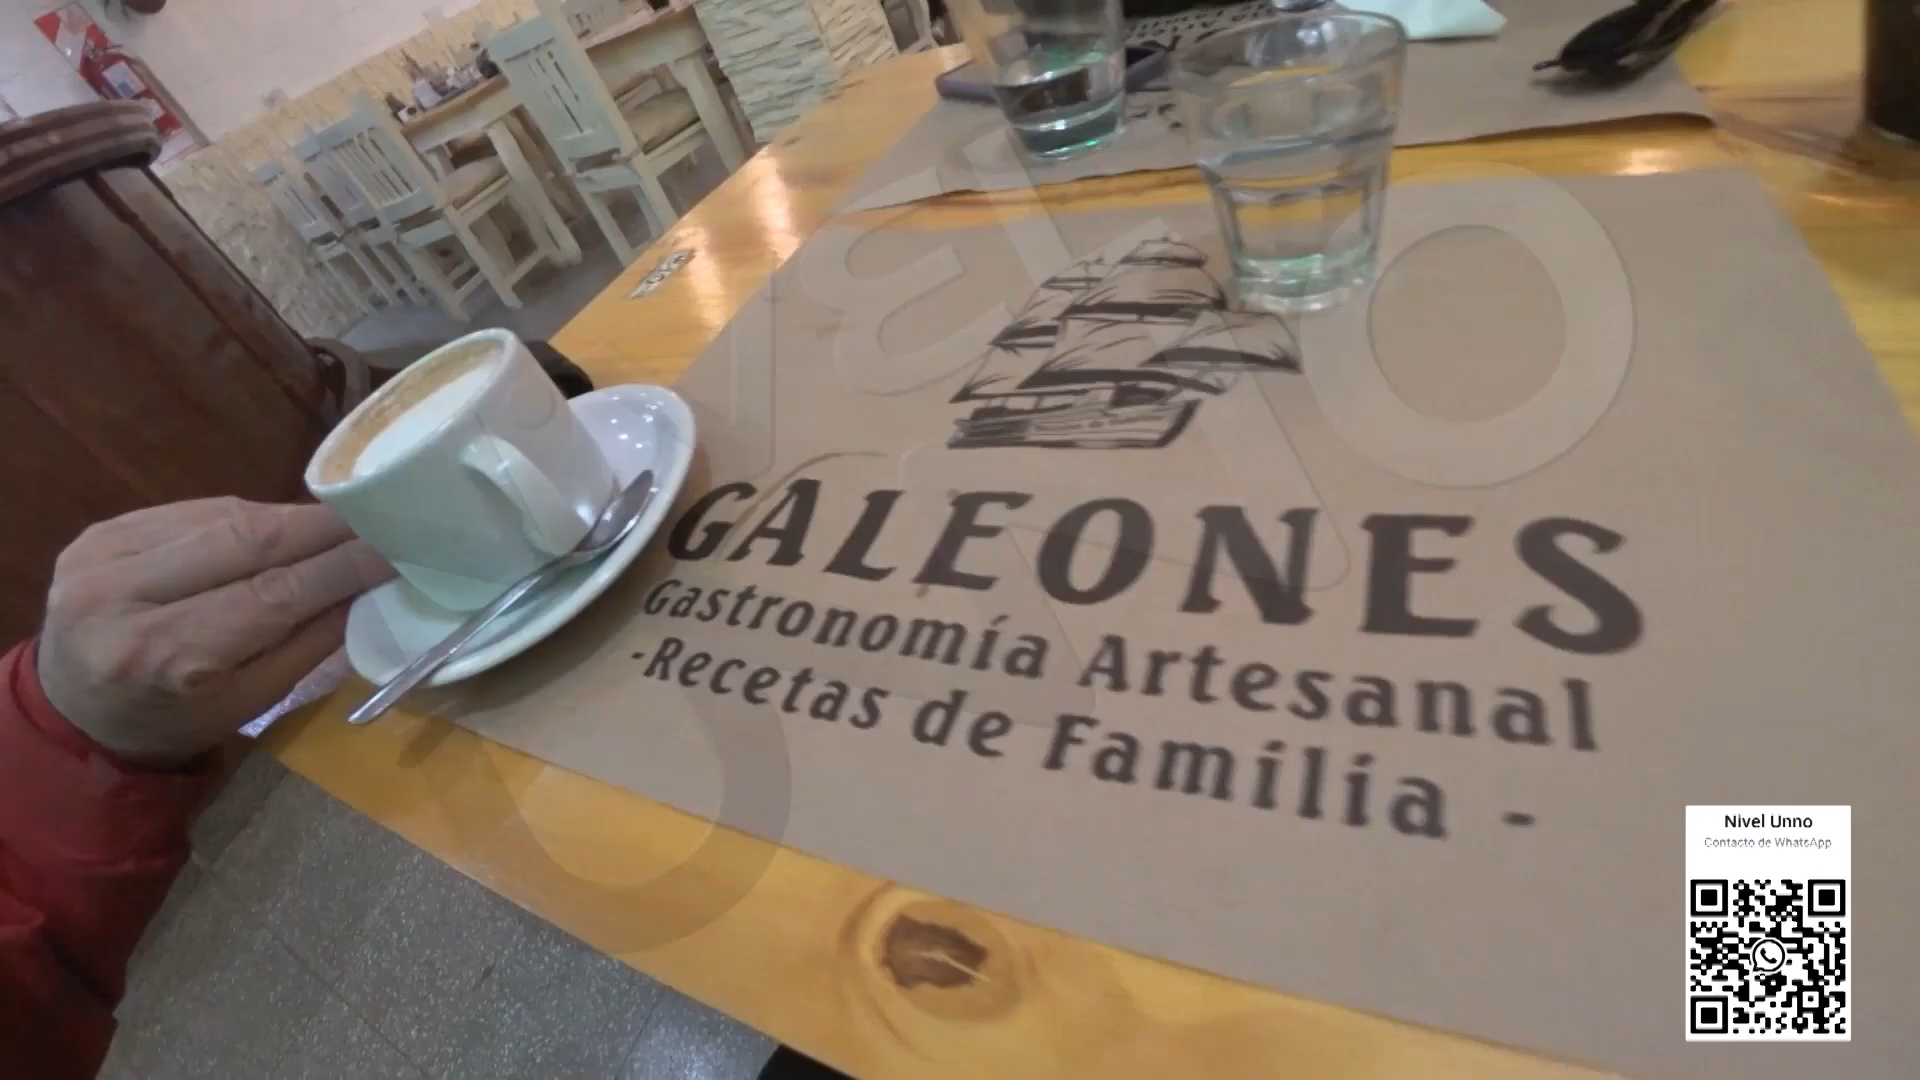 GALEONES
Gastronomía Artesanal
-Recetas de Familia -
Nivel Unno
Contacto de WhatsApp